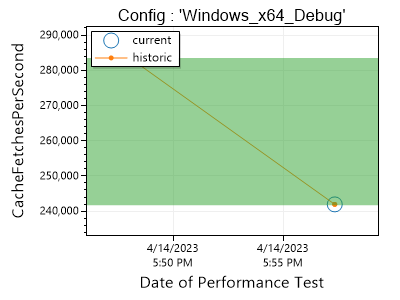 Config : 'Windows_x64_Debug'
current
historic
290,000
280,000
270,000
260,000
250,000
240,000
CacheFetchesPerSecond
4/14/2023
5:50 PM
4/14/2023
5:55 PM
Date of Performance Test